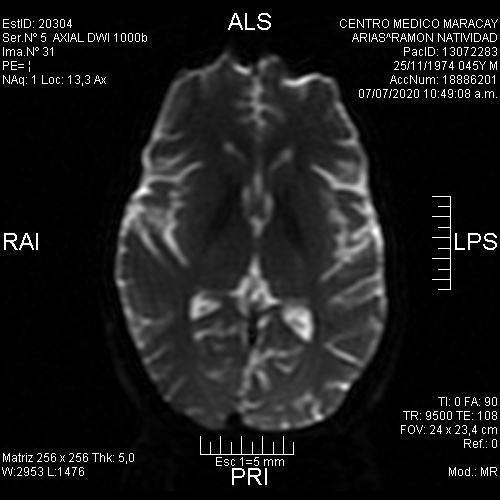 ALS
EstID: 20304
Ser.Nº 5 AXIAL DWI 1000b
Ima.Nº 31
PE= ¦
NAq: 1 Loc: 13,3 Ax
CENTRO MEDICO MARACAY
ARIAS^RAMON NATIVIDAD
PacID: 13072283
25/11/1974 045Y M
AccNum: 18886201
07/07/2020 10:49:08 a.m.
RAI
LPS
TI: 0 FA: 90
TR: 9500 TE: 108
FOV: 24 x 23,4 cm
Ref.: 0
Mod.: MR
Matriz 256 x 256 Thk: 5,0
W:2953 L:1476
Esc 1=5 mm
PRI